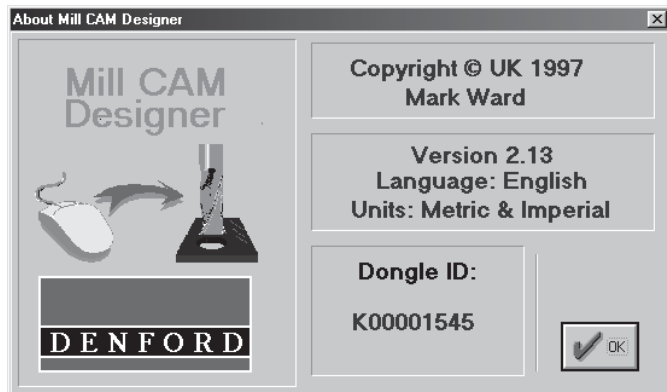 About Mill CAM Designer
Mill CAM
Designer
DENFORD
Copyright © UK 1997
Mark Ward
Version 2.13
Language: English
Units: Metric & Imperial
Dongle ID:
K00001545
OK